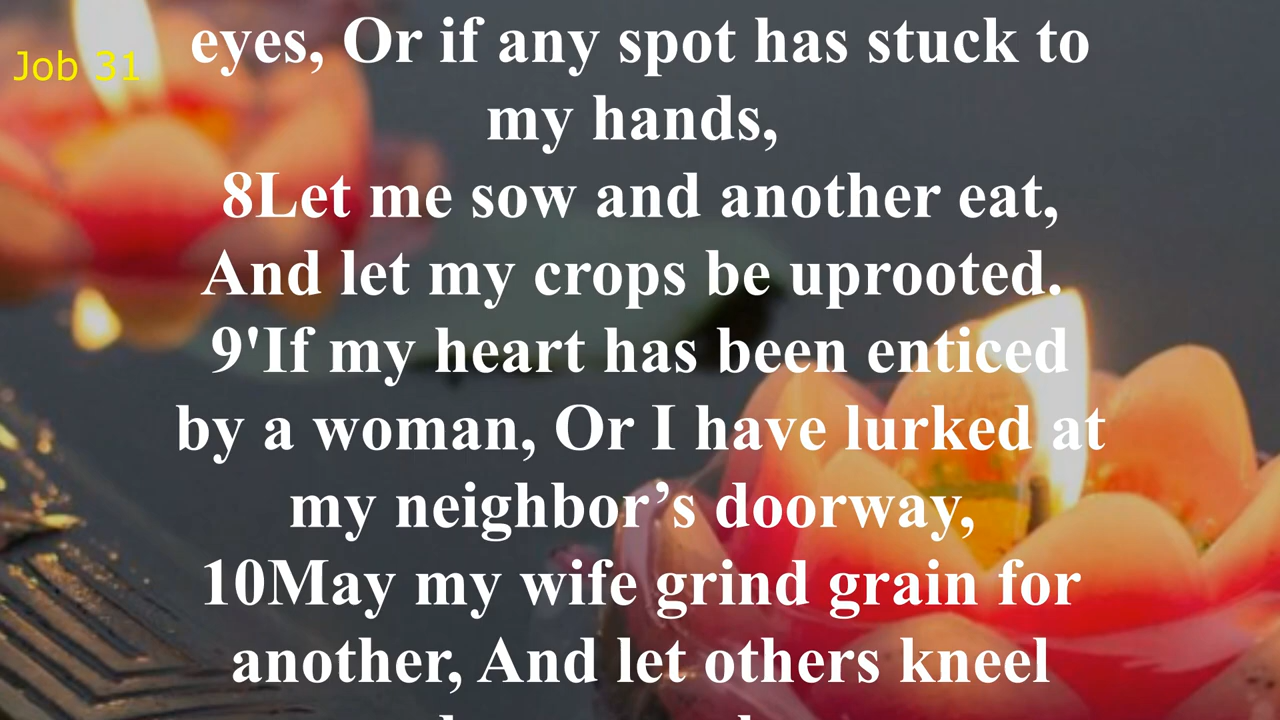 Job 31
eyes, Or if any spot has stuck to
my hands,
8Let me sow and another eat,
And let my crops be uprooted.
9'If my heart has been enticed
by a woman, Or I have lurked at
my neighbor’s doorway,
10May my wife grind grain for
another, And let others kneel